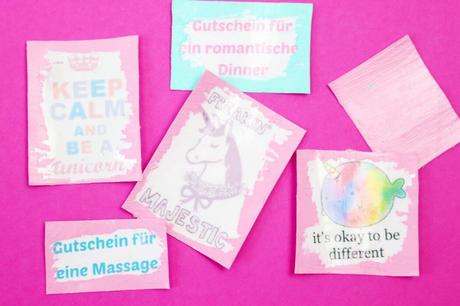 KEEP
CALM
AND
BE A
unicorn
Gutschein für
ein romantische
Dinner
FREAKIN'
MAJESTIC
it's okay to be
different
Gutschein für
eine Massage